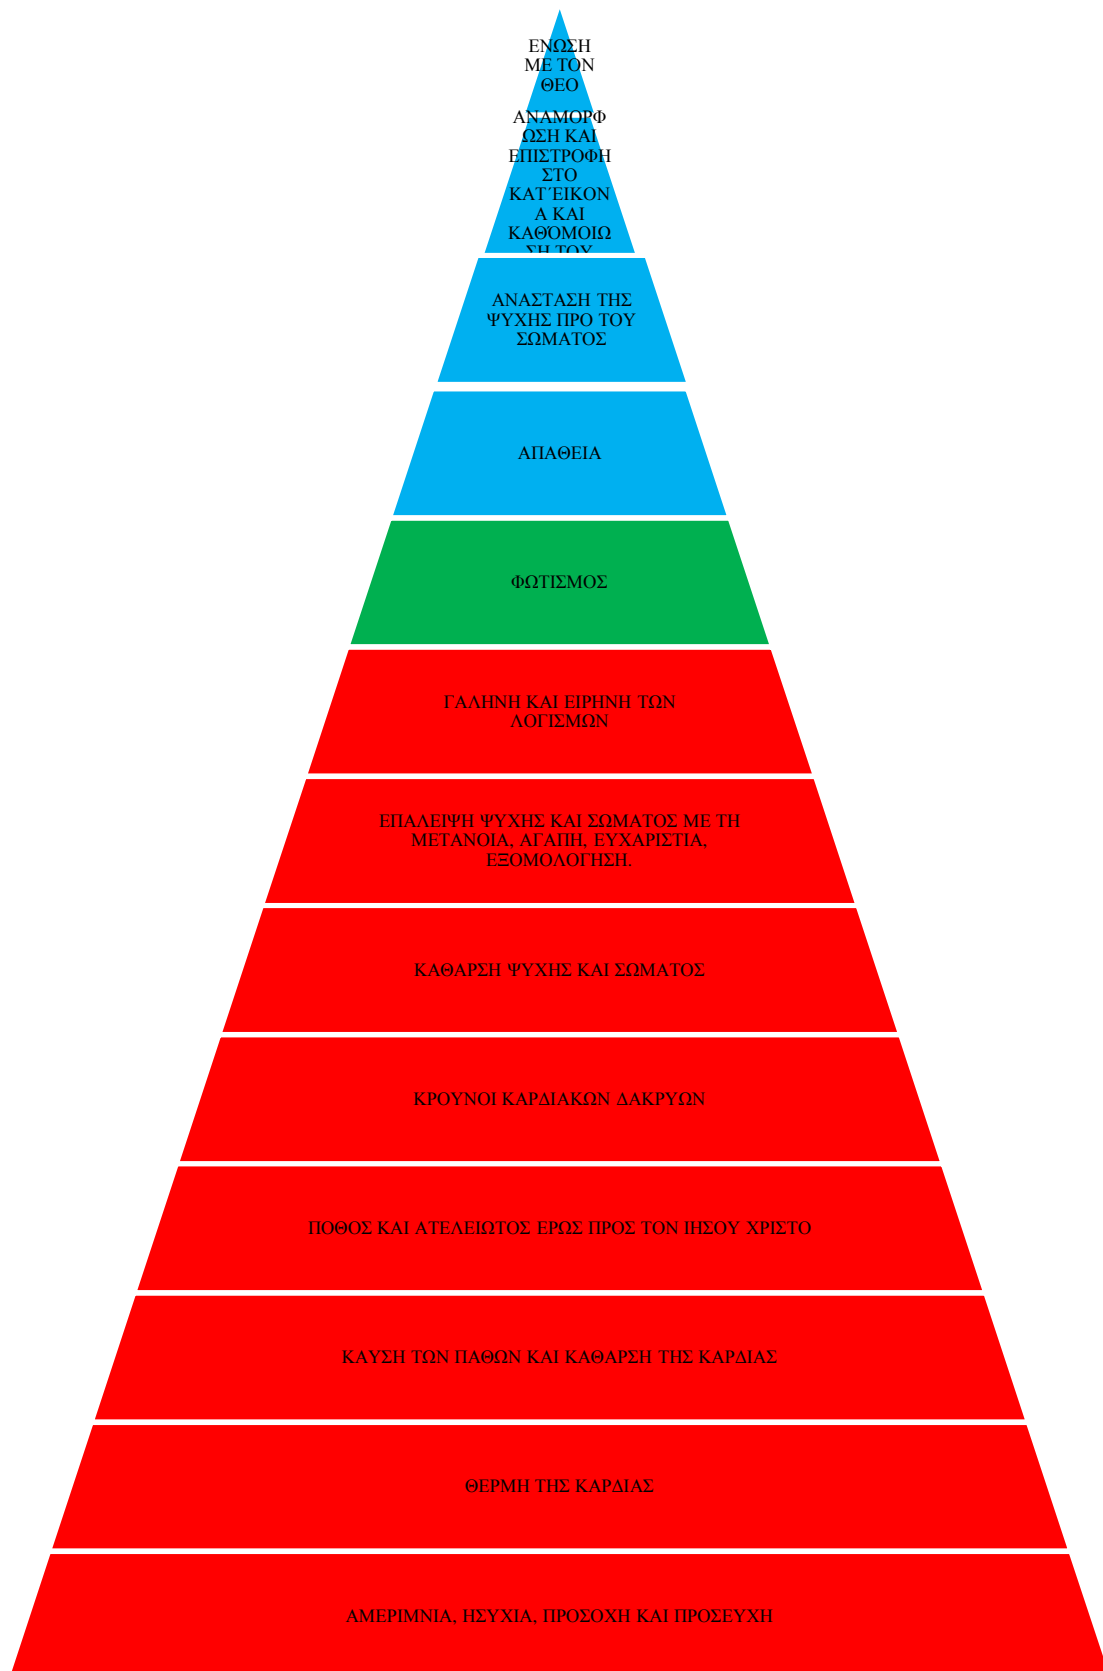 ΕΝΩΣΗ
ΜΕ ΤΟΝ
ΘΕΟ
ΑΝΑΜΟΡΦ
ΩΣΗ ΚΑΙ
ΕΠΙΣΤΡΟΦΗ
ΣΤΟ
ΚΑΤ΄ΕΙΚΟΝ
Α ΚΑΙ
ΚΑΘΌΜΟΙΩ
ΣΗ ΤΟΥ
ΑΝΑΣΤΑΣΗ ΤΗΣ
ΨΥΧΗΣ ΠΡΟ ΤΟΥ
ΣΩΜΑΤΟΣ
ΑΠΑΘΕΙΑ
ΦΩΤΙΣΜΟΣ
ΓΑΛΗΝΗ ΚΑΙ ΕΙΡΗΝΗ ΤΩΝ
ΛΟΓΙΣΜΩΝ
ΕΠΑΛΕΙΨΗ ΨΥΧΗΣ ΚΑΙ ΣΩΜΑΤΟΣ ΜΕ ΤΗ
ΜΕΤΑΝΟΙΑ, ΑΓΑΠΗ, ΕΥΧΑΡΙΣΤΙΑ,
ΕΞΟΜΟΛΟΓΗΣΗ.
ΚΑΘΑΡΣΗ ΨΥΧΗΣ ΚΑΙ ΣΩΜΑΤΟΣ
ΚΡΟΥΝΟΙ ΚΑΡΔΙΑΚΩΝ ΔΑΚΡΥΩΝ
ΠΟΘΟΣ ΚΑΙ ΑΤΕΛΕΙΩΤΟΣ ΕΡΩΣ ΠΡΟΣ ΤΟΝ ΙΗΣΟΥ ΧΡΙΣΤΟ
ΚΑΥΣΗ ΤΩΝ ΠΑΘΩΝ ΚΑΙ ΚΑΘΑΡΣΗ ΤΗΣ ΚΑΡΔΙΑΣ
ΘΕΡΜΗ ΤΗΣ ΚΑΡΔΙΑΣ
ΑΜΕΡΙΜΝΙΑ, ΗΣΥΧΙΑ, ΠΡΟΣΟΧΗ ΚΑΙ ΠΡΟΣΕΥΧΗ